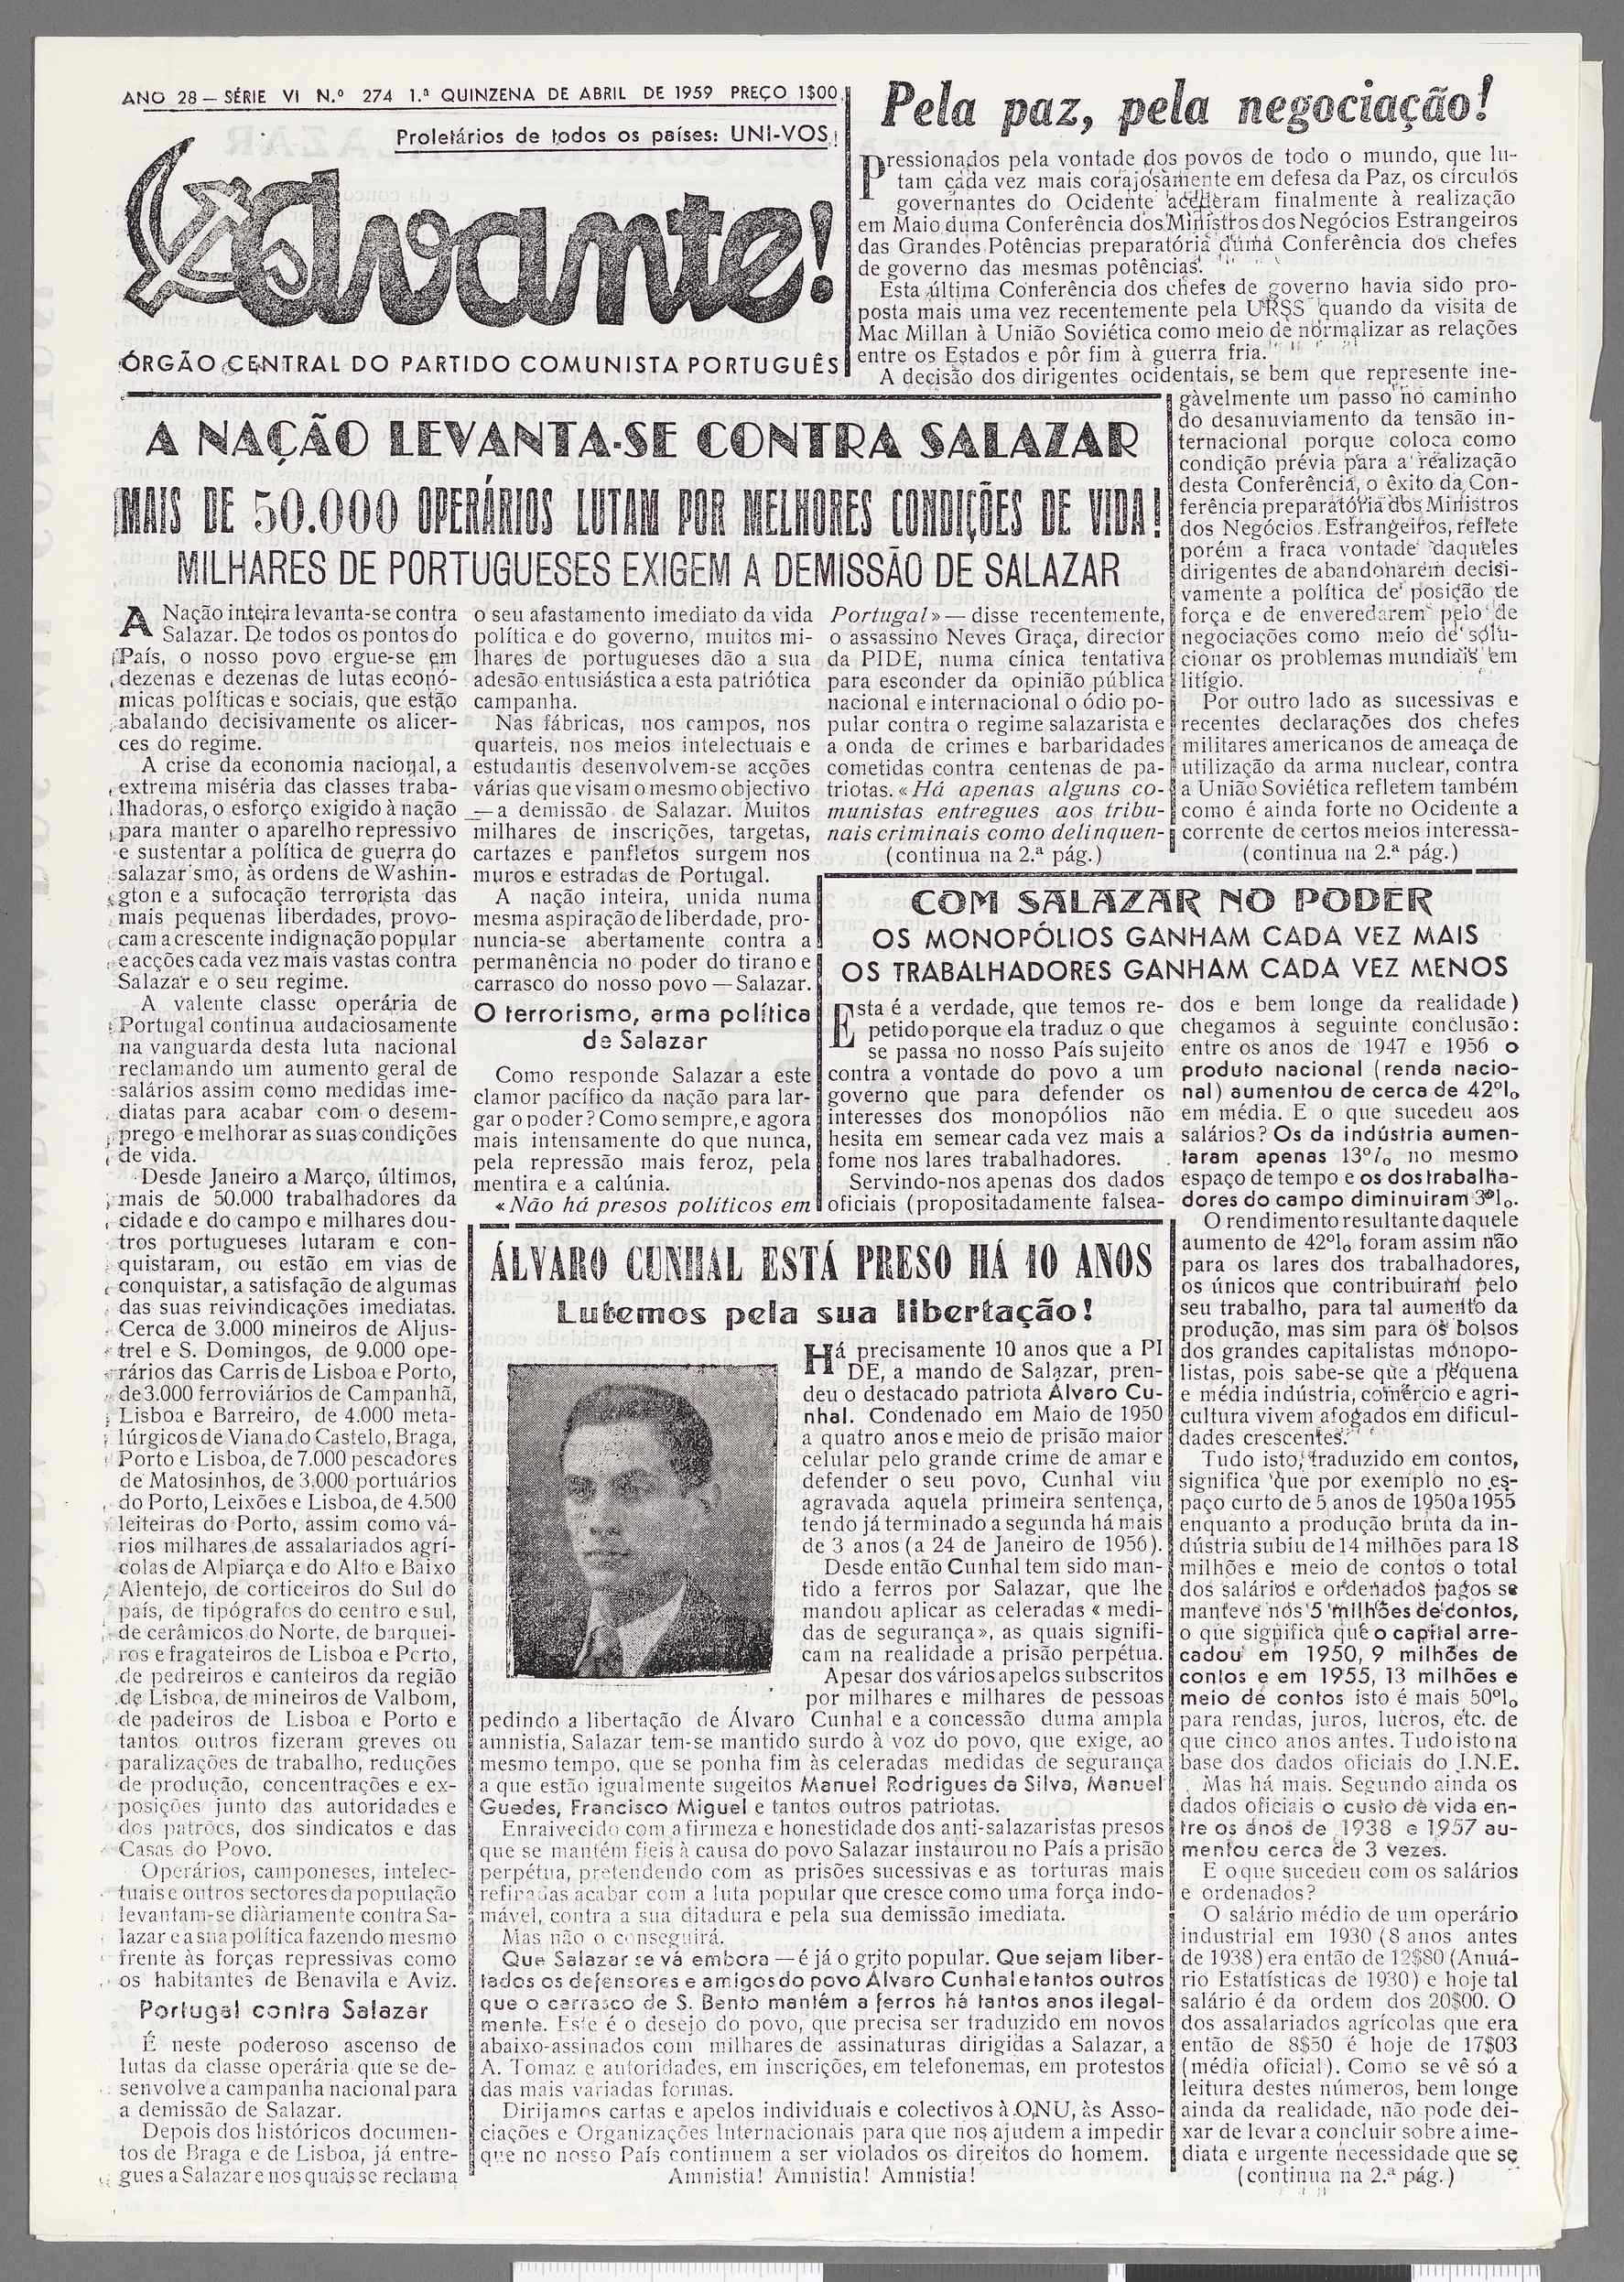 ANO 28 — SÉRIE VI N.º 274 1.ª QUINZENA DE ABRIL DE 1959 PREÇO 1$00
Proletários de todos os países: UNI-VOS!
avante!
ÓRGÃO CENTRAL DO PARTIDO COMUNISTA PORTUGUÊS
Pela paz, pela negociação!
Pressionados pela vontade dos povos de todo o mundo, que lu-
tam cada vez mais corajosamente em defesa da Paz, os círculos
governantes do Ocidente acederam finalmente à realização
em Maio duma Conferência dos Ministros dos Negócios Estrangeiros
das Grandes Potências preparatória duma Conferência dos chefes
de governo das mesmas potências.
Esta última Conferência dos chefes de governo havia sido pro-
posta mais uma vez recentemente pela URSS quando da visita de
Mac Millan à União Soviética como meio de normalizar as relações
entre os Estados e pôr fim à guerra fria.
A decisão dos dirigentes ocidentais, se bem que represente ine-
gàvelmente um passo no caminho
do desanuviamento da tensão in-
ternacional porque coloca como
condição prévia para a realização
desta Conferência, o êxito da Con-
ferência preparatória dos Ministros
dos Negócios Estrangeiros, reflete
porém a fraca vontade daqueles
dirigentes de abandonarem decisi-
vamente a política de posição de
força e de enveredarem pelo de
negociações como meio de solu-
cionar os problemas mundiais em
litígio.
Por outro lado as sucessivas e
recentes declarações dos chefes
militares americanos de ameaça de
utilização da arma nuclear, contra
a União Soviética refletem também
como é ainda forte no Ocidente a
corrente de certos meios interessa-
(continua na 2.ª pág.)
A NAÇÃO LEVANTA-SE CONTRA SALAZAR
MAIS DE 50.000 OPERÁRIOS LUTAM POR MELHORES CONDIÇÕES DE VIDA!
MILHARES DE PORTUGUESES EXIGEM A DEMISSÃO DE SALAZAR
A Nação inteira levanta-se contra
Salazar. De todos os pontos do
País, o nosso povo ergue-se em
dezenas e dezenas de lutas econó-
micas políticas e sociais, que estão
abalando decisivamente os alicer-
ces do regime.
A crise da economia nacional, a
extrema miséria das classes traba-
lhadoras, o esforço exigido à nação
para manter o aparelho repressivo
e sustentar a política de guerra do
salazarismo, às ordens de Washin-
gton e a sufocação terrorista das
mais pequenas liberdades, provo-
cam a crescente indignação popular
e acções cada vez mais vastas contra
Salazar e o seu regime.
A valente classe operária de
Portugal continua audaciosamente
na vanguarda desta luta nacional
reclamando um aumento geral de
salários assim como medidas ime-
diatas para acabar com o desem-
prego e melhorar as suas condições
de vida.
Desde Janeiro a Março, últimos,
mais de 50.000 trabalhadores da
cidade e do campo e milhares dou-
tros portugueses lutaram e con-
quistaram, ou estão em vias de
conquistar, a satisfação de algumas
das suas reivindicações imediatas.
Cerca de 3.000 mineiros de Aljus-
trel e S. Domingos, de 9.000 ope-
rários das Carris de Lisboa e Porto,
de 3.000 ferroviários de Campanhã,
Lisboa e Barreiro, de 4.000 meta-
lúrgicos de Viana do Castelo, Braga,
Porto e Lisboa, de 7.000 pescadores
de Matosinhos, de 3.000 portuários
do Porto, Leixões e Lisboa, de 4.500
leiteiras do Porto, assim como vá-
rios milhares de assalariados agrí-
colas de Alpiarça e do Alto e Baixo
Alentejo, de corticeiros do Sul do
país, de tipógrafos do centro e sul,
de cerâmicos do Norte, de barquei-
ros e fragateiros de Lisboa e Porto,
de pedreiros e canteiros da região
de Lisboa, de mineiros de Valbom,
de padeiros de Lisboa e Porto e
tantos outros fizeram greves ou
paralizações de trabalho, reduções
de produção, concentrações e ex-
posições junto das autoridades e
dos patrões, dos sindicatos e das
Casas do Povo.
Operários, camponeses, intelec-
tuais e outros sectores da população
levantam-se diàriamente contra Sa-
lazar e a sua política fazendo mesmo
frente às forças repressivas como
os habitantes de Benavila e Aviz.
Portugal contra Salazar
É neste poderoso ascenso de
lutas da classe operária que se de-
senvolve a campanha nacional para
a demissão de Salazar.
Depois dos históricos documen-
tos de Braga e de Lisboa, já entre-
gues a Salazar e nos quais se reclama
o seu afastamento imediato da vida
política e do governo, muitos mi-
lhares de portugueses dão a sua
adesão entusiástica a esta patriótica
campanha.
Nas fábricas, nos campos, nos
quarteis, nos meios intelectuais e
estudantis desenvolvem-se acções
várias que visam o mesmo objectivo
— a demissão de Salazar. Muitos
milhares de inscrições, targetas,
cartazes e panfletos surgem nos
muros e estradas de Portugal.
A nação inteira, unida numa
mesma aspiração de liberdade, pro-
nuncia-se abertamente contra a
permanência no poder do tirano e
carrasco do nosso povo — Salazar.
O terrorismo, arma política
de Salazar
Como responde Salazar a este
clamor pacífico da nação para lar-
gar o poder? Como sempre, e agora
mais intensamente do que nunca,
pela repressão mais feroz, pela
mentira e a calúnia.
«Não há presos políticos em
Portugal» — disse recentemente,
o assassino Neves Graça, director
da PIDE, numa cínica tentativa
para esconder da opinião pública
nacional e internacional o ódio po-
pular contra o regime salazarista e
a onda de crimes e barbaridades
cometidas contra centenas de pa-
triotas. «Há apenas alguns co-
munistas entregues aos tribu-
nais criminais como delinquen-
(continua na 2.ª pág.)
COM SALAZAR NO PODER
OS MONOPÓLIOS GANHAM CADA VEZ MAIS
OS TRABALHADORES GANHAM CADA VEZ MENOS
Esta é a verdade, que temos re-
petido porque ela traduz o que
se passa no nosso País sujeito
contra a vontade do povo a um
governo que para defender os
interesses dos monopólios não
hesita em semear cada vez mais a
fome nos lares trabalhadores.
Servindo-nos apenas dos dados
oficiais (propositadamente falsea-
dos e bem longe da realidade)
chegamos à seguinte conclusão:
entre os anos de 1947 e 1956 o
produto nacional (renda nacio-
nal) aumentou de cerca de 42%
em média. E o que sucedeu aos
salários? Os da indústria aumen-
taram apenas 13% no mesmo
espaço de tempo e os dos trabalha-
dores do campo diminuiram 3%.
O rendimento resultante daquele
aumento de 42% foram assim não
para os lares dos trabalhadores,
os únicos que contribuiram pelo
seu trabalho, para tal aumento da
produção, mas sim para os bolsos
dos grandes capitalistas monopo-
listas, pois sabe-se que a pequena
e média indústria, comércio e agri-
cultura vivem afogados em dificul-
dades crescentes.
Tudo isto, traduzido em contos,
significa que por exemplo no es-
paço curto de 5 anos de 1950 a 1955
enquanto a produção bruta da in-
dústria subiu de 14 milhões para 18
milhões e meio de contos o total
dos salários e ordenados pagos se
manteve nos 5 milhões de contos,
o que significa que o capital arre-
cadou em 1950, 9 milhões de
contos e em 1955, 13 milhões e
meio de contos isto é mais 50%
para rendas, juros, lucros, etc. de
que cinco anos antes. Tudo isto na
base dos dados oficiais do I.N.E.
Mas há mais. Segundo ainda os
dados oficiais o custo de vida en-
tre os anos de 1938 e 1957 au-
mentou cerca de 3 vezes.
E o que sucedeu com os salários
e ordenados?
O salário médio de um operário
industrial em 1930 (8 anos antes
de 1938) era então de 12$80 (Anuá-
rio Estatísticas de 1930) e hoje tal
salário é da ordem dos 20$00. O
dos assalariados agrícolas que era
então de 8$50 é hoje de 17$03
(média oficial). Como se vê só a
leitura destes números, bem longe
ainda da realidade, não pode dei-
xar de levar a concluir sobre a ime-
diata e urgente necessidade que se
(continua na 2.ª pág.)
ÁLVARO CUNHAL ESTÁ PRESO HÁ 10 ANOS
Lutemos pela sua libertação!
Há precisamente 10 anos que a PI
DE, a mando de Salazar, pren-
deu o destacado patriota Álvaro Cu-
nhal. Condenado em Maio de 1950
a quatro anos e meio de prisão maior
celular pelo grande crime de amar e
defender o seu povo, Cunhal viu
agravada aquela primeira sentença,
tendo já terminado a segunda há mais
de 3 anos (a 24 de Janeiro de 1956).
Desde então Cunhal tem sido man-
tido a ferros por Salazar, que lhe
mandou aplicar as celeradas «medi-
das de segurança», as quais signifi-
cam na realidade a prisão perpétua.
Apesar dos vários apelos subscritos
por milhares e milhares de pessoas
pedindo a libertação de Álvaro Cunhal e a concessão duma ampla
amnistia, Salazar tem-se mantido surdo à voz do povo, que exige, ao
mesmo tempo, que se ponha fim às celeradas medidas de segurança
a que estão igualmente sugeitos Manuel Rodrigues da Silva, Manuel
Guedes, Francisco Miguel e tantos outros patriotas.
Enraivecido com a firmeza e honestidade dos anti-salazaristas presos
que se mantém fieis à causa do povo Salazar instaurou no País a prisão
perpétua, pretendendo com as prisões sucessivas e as torturas mais
refinadas acabar com a luta popular que cresce como uma força indo-
mável, contra a sua ditadura e pela sua demissão imediata.
Mas não o conseguirá.
Que Salazar se vá embora — é já o grito popular. Que sejam liber-
tados os defensores e amigos do povo Álvaro Cunhal e tantos outros
que o carrasco de S. Bento mantém a ferros há tantos anos ilegal-
mente. Este é o desejo do povo, que precisa ser traduzido em novos
abaixo-assinados com milhares de assinaturas dirigidas a Salazar, a
A. Tomaz e autoridades, em inscrições, em telefonemas, em protestos
das mais variadas formas.
Dirijamos cartas e apelos individuais e colectivos à ONU, às Asso-
ciações e Organizações Internacionais para que nos ajudem a impedir
que no nosso País continuem a ser violados os direitos do homem.
Amnistia! Amnistia! Amnistia!